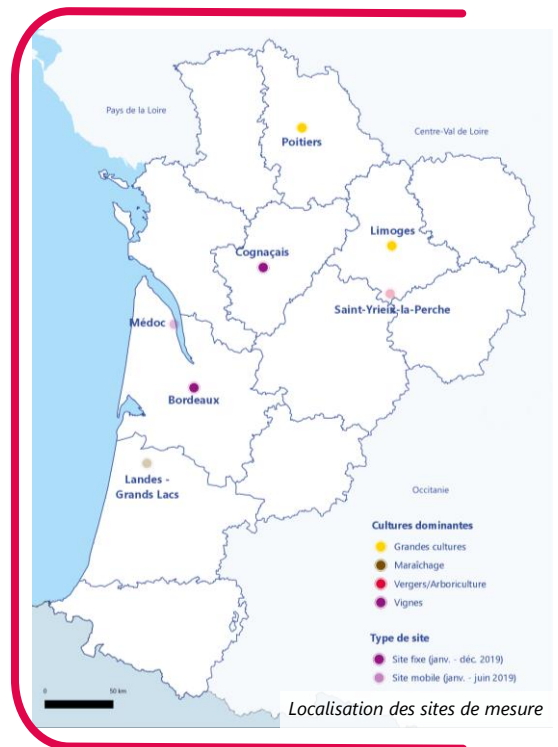 Pays de la Loire
Centre-Val de Loire
Poitiers
Limoges
Cognaçais
Saint-Yrieix-la-Perche
Médoc
Bordeaux
Landes -
Grands Lacs
Occitanie
Cultures dominantes
Grandes cultures
Maraîchage
Vergers/Arboriculture
Vignes
Type de site
Site fixe (janv. - déc. 2019)
Site mobile (janv. - juin 2019)
0 50 km
Localisation des sites de mesure